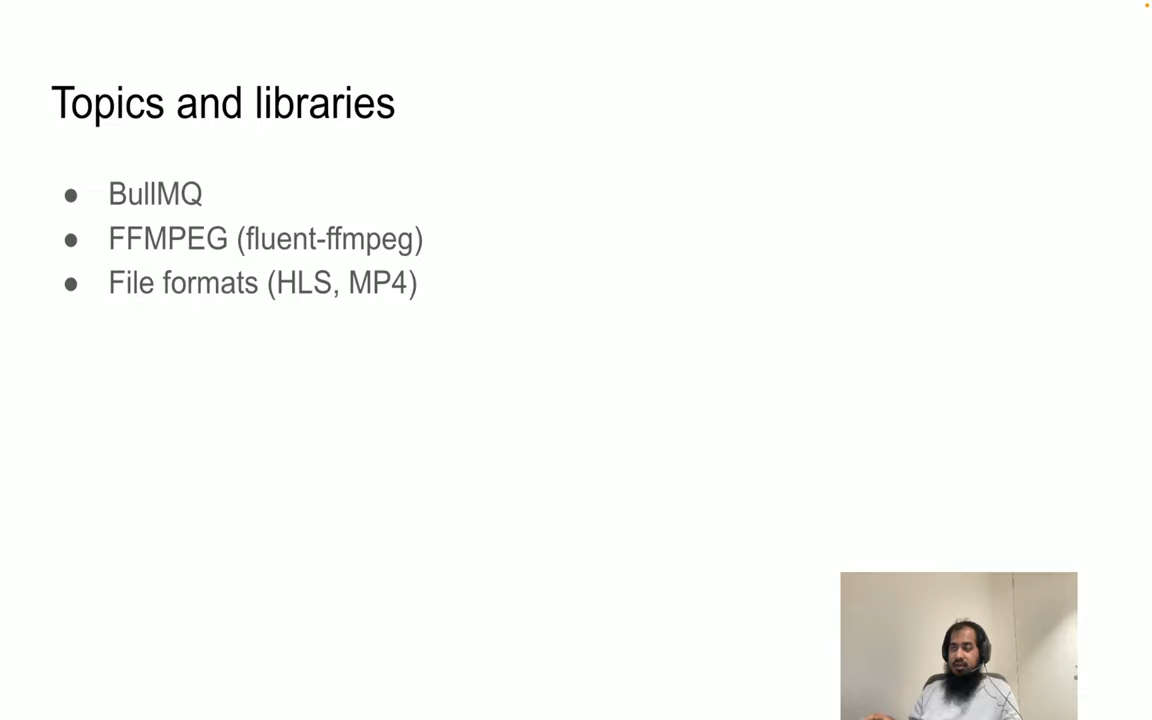 Topics and libraries
● BullMQ
● FFMPEG (fluent-ffmpeg)
● File formats (HLS, MP4)